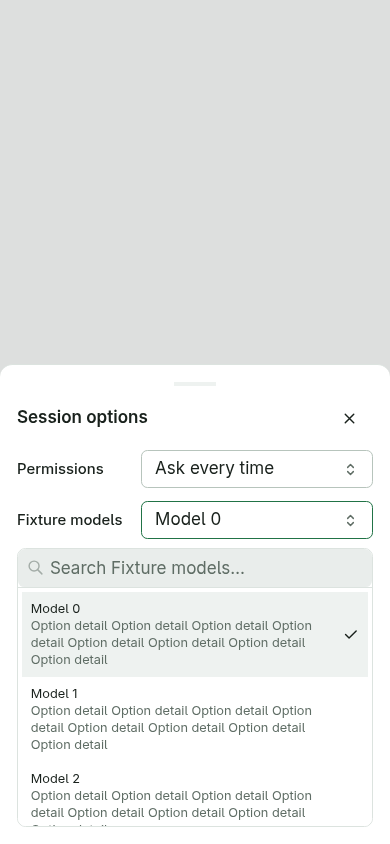 Session options
Permissions
Ask every time
Fixture models
Model 0
Search Fixture models...
Model 0
Option detail Option detail Option detail Option
detail Option detail Option detail Option detail
Option detail
Model 1
Option detail Option detail Option detail Option
detail Option detail Option detail Option detail
Option detail
Model 2
Option detail Option detail Option detail Option
detail Option detail Option detail Option detail